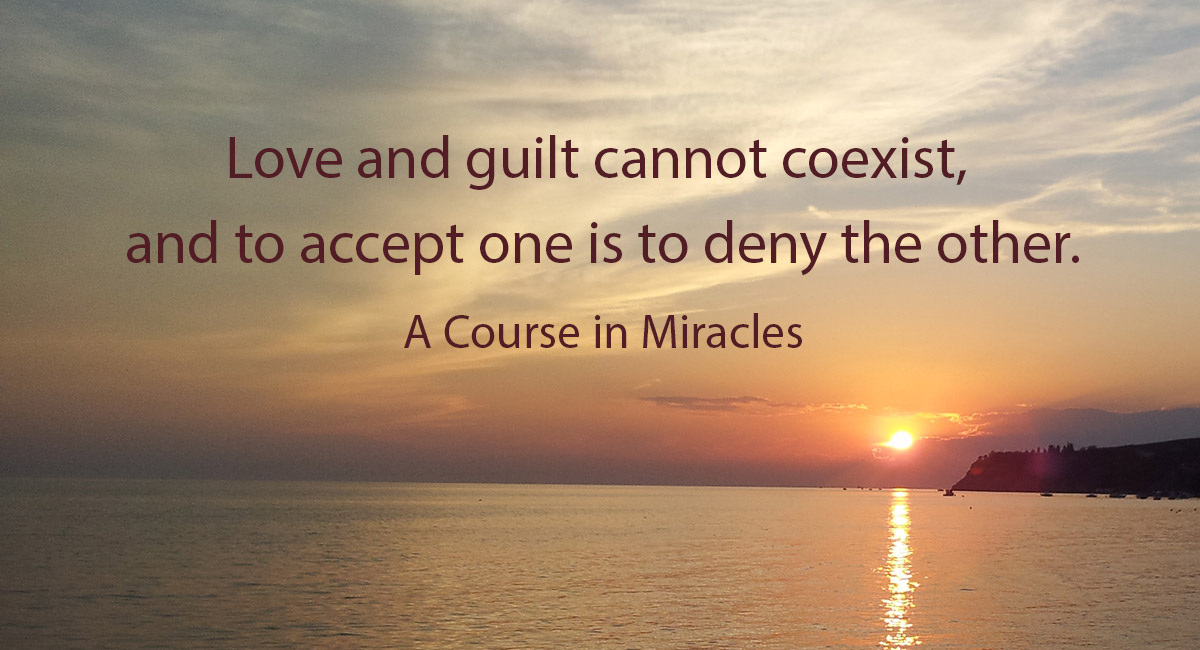 Love and guilt cannot coexist,
and to accept one is to deny the other.
A Course in Miracles